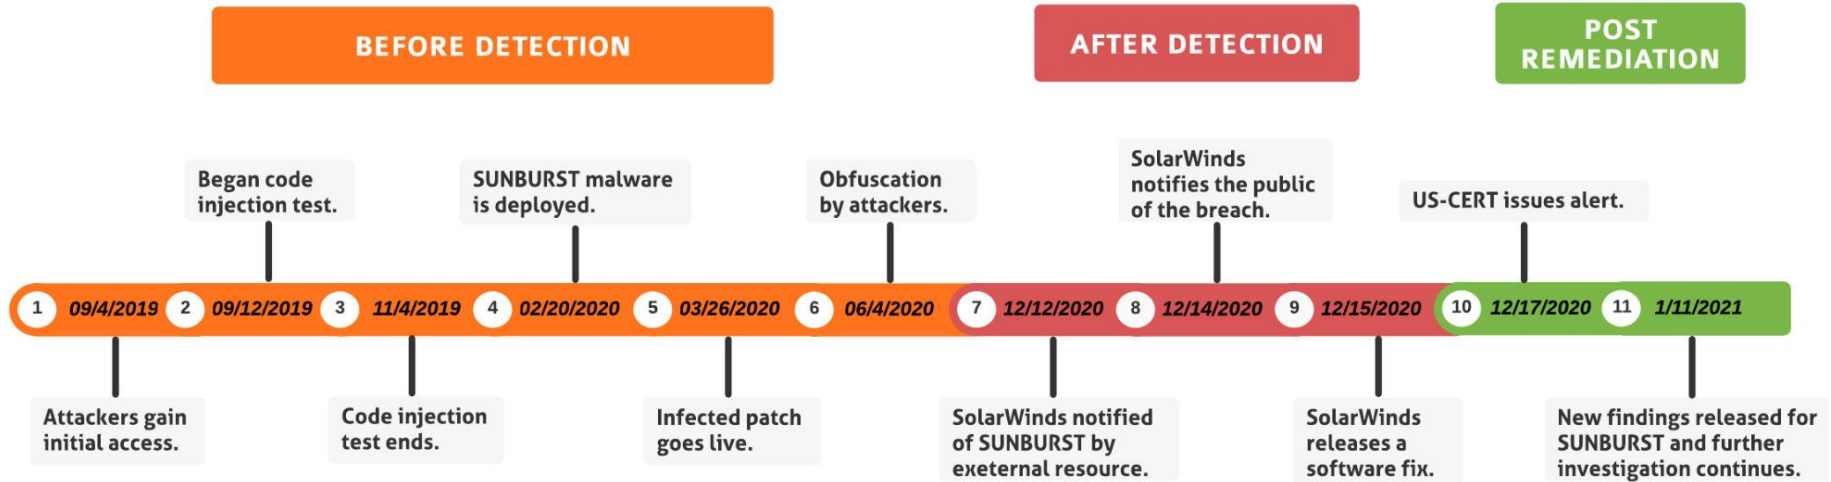 BEFORE DETECTION
AFTER DETECTION
POST
REMEDIATION
Began code
injection test.
SUNBURST malware
is deployed.
Obfuscation
by attackers.
SolarWinds
notifies the public
of the breach.
US-CERT issues alert.
1 09/4/2019 2 09/12/2019 3 11/4/2019 4 02/20/2020 5 03/26/2020 6 06/4/2020 7 12/12/2020 8 12/14/2020 9 12/15/2020 10 12/17/2020 11 1/11/2021
Attackers gain
initial access.
Code injection
test ends.
Infected patch
goes live.
SolarWinds notified
of SUNBURST by
exeternal resource.
SolarWinds
releases a
software fix.
New findings released for
SUNBURST and further
investigation continues.